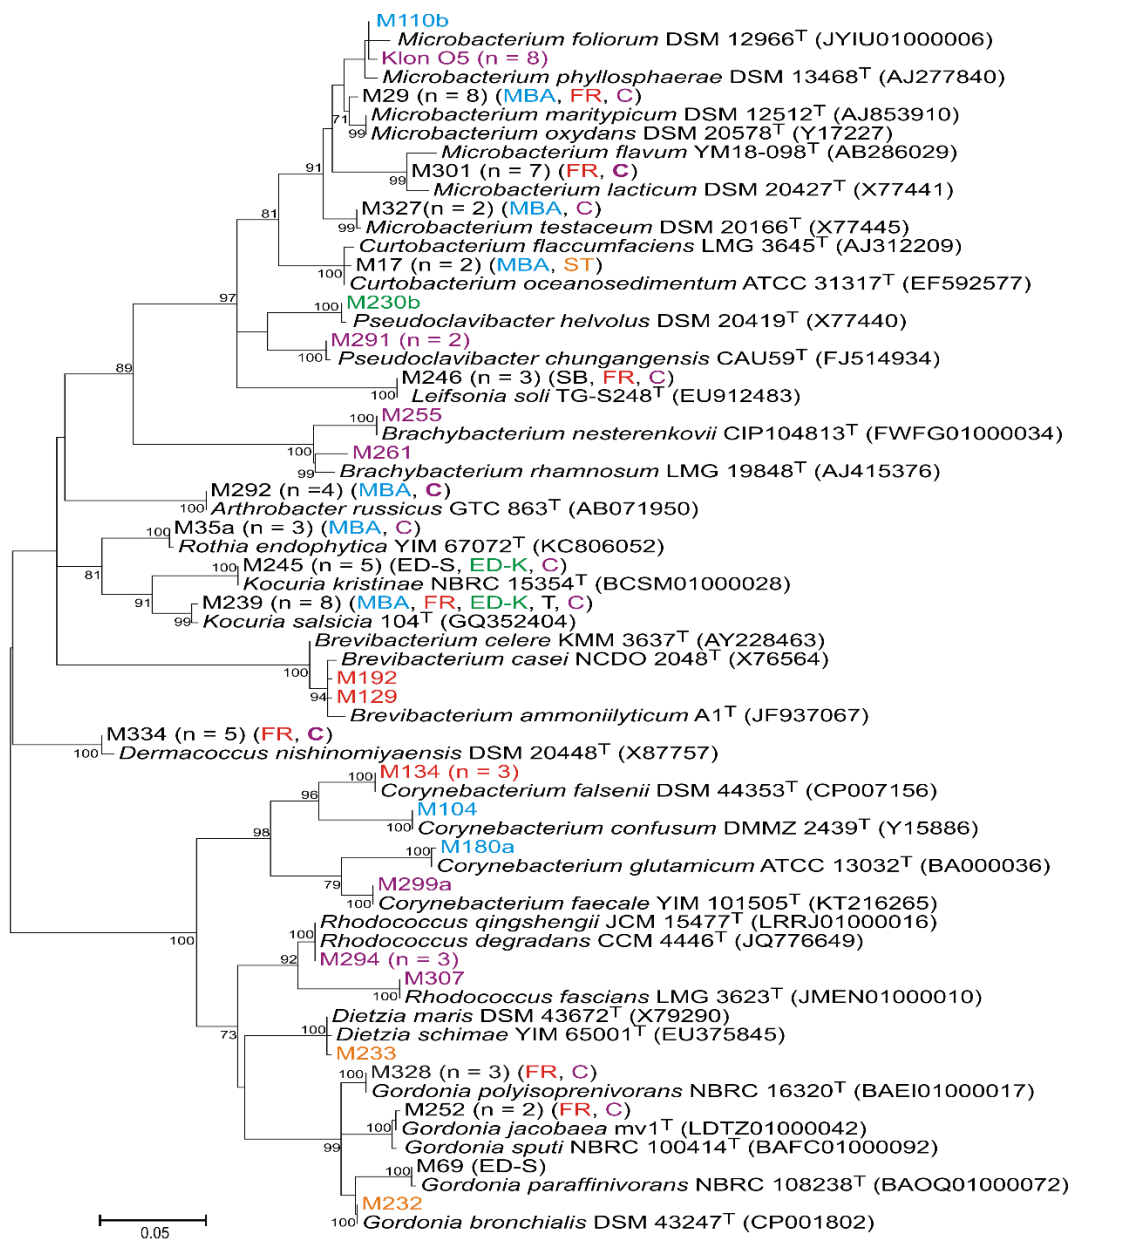 M110b
Microbacterium foliorum DSM 12966T (JYIU01000006)
Klon O5 (n = 8)
Microbacterium phyllosphaerae DSM 13468T (AJ277840)
M29 (n = 8) (MBA, FR, C)
71
Microbacterium maritypicum DSM 12512T (AJ853910)
99
Microbacterium oxydans DSM 20578T (Y17227)
Microbacterium flavum YM18-098T (AB286029)
91
M301 (n = 7) (FR, C)
99
Microbacterium lacticum DSM 20427T (X77441)
81
M327(n = 2) (MBA, C)
99
Microbacterium testaceum DSM 20166T (X77445)
Curtobacterium flaccumfaciens LMG 3645T (AJ312209)
M17 (n = 2) (MBA, ST)
100
Curtobacterium oceanosedimentum ATCC 31317T (EF592577)
97
100
M230b
Pseudoclavibacter helvolus DSM 20419T (X77440)
M291 (n = 2)
100
Pseudoclavibacter chungangensis CAU59T (FJ514934)
89
M246 (n = 3) (SB, FR, C)
100
Leifsonia soli TG-S248T (EU912483)
100
M255
Brachybacterium nesterenkovii CIP104813T (FWFG01000034)
100
M261
99
Brachybacterium rhamnosum LMG 19848T (AJ415376)
M292 (n =4) (MBA, C)
100
Arthrobacter russicus GTC 863T (AB071950)
100
M35a (n = 3) (MBA, C)
Rothia endophytica YIM 67072T (KC806052)
81
100
M245 (n = 5) (ED-S, ED-K, C)
Kocuria kristinae NBRC 15354T (BCSM01000028)
91
M239 (n = 8) (MBA, FR, ED-K, T, C)
99
Kocuria salsicia 104T (GQ352404)
Brevibacterium celere KMM 3637T (AY228463)
Brevibacterium casei NCDO 2048T (X76564)
100
M192
94
M129
Brevibacterium ammoniilyticum A1T (JF937067)
M334 (n = 5) (FR, C)
100
Dermacoccus nishinomiyaensis DSM 20448T (X87757)
100
M134 (n = 3)
Corynebacterium falsenii DSM 44353T (CP007156)
96
M104
100
Corynebacterium confusum DMMZ 2439T (Y15886)
98
100
M180a
Corynebacterium glutamicum ATCC 13032T (BA000036)
79
M299a
100
Corynebacterium faecale YIM 101505T (KT216265)
Rhodococcus qingshengii JCM 15477T (LRRJ01000016)
100
Rhodococcus degradans CCM 4446T (JQ776649)
100
92
M294 (n = 3)
M307
100
Rhodococcus fascians LMG 3623T (JMEN01000010)
Dietzia maris DSM 43672T (X79290)
73
100
Dietzia schimae YIM 65001T (EU375845)
M233
100
M328 (n = 3) (FR, C)
Gordonia polyisoprenivorans NBRC 16320T (BAEI01000017)
M252 (n = 2) (FR, C)
100
Gordonia jacobaea mv1T (LDTZ01000042)
99
Gordonia sputi NBRC 100414T (BAFC01000092)
100
M69 (ED-S)
Gordonia paraffinivorans NBRC 108238T (BAOQ01000072)
M232
100
Gordonia bronchialis DSM 43247T (CP001802)
0.05